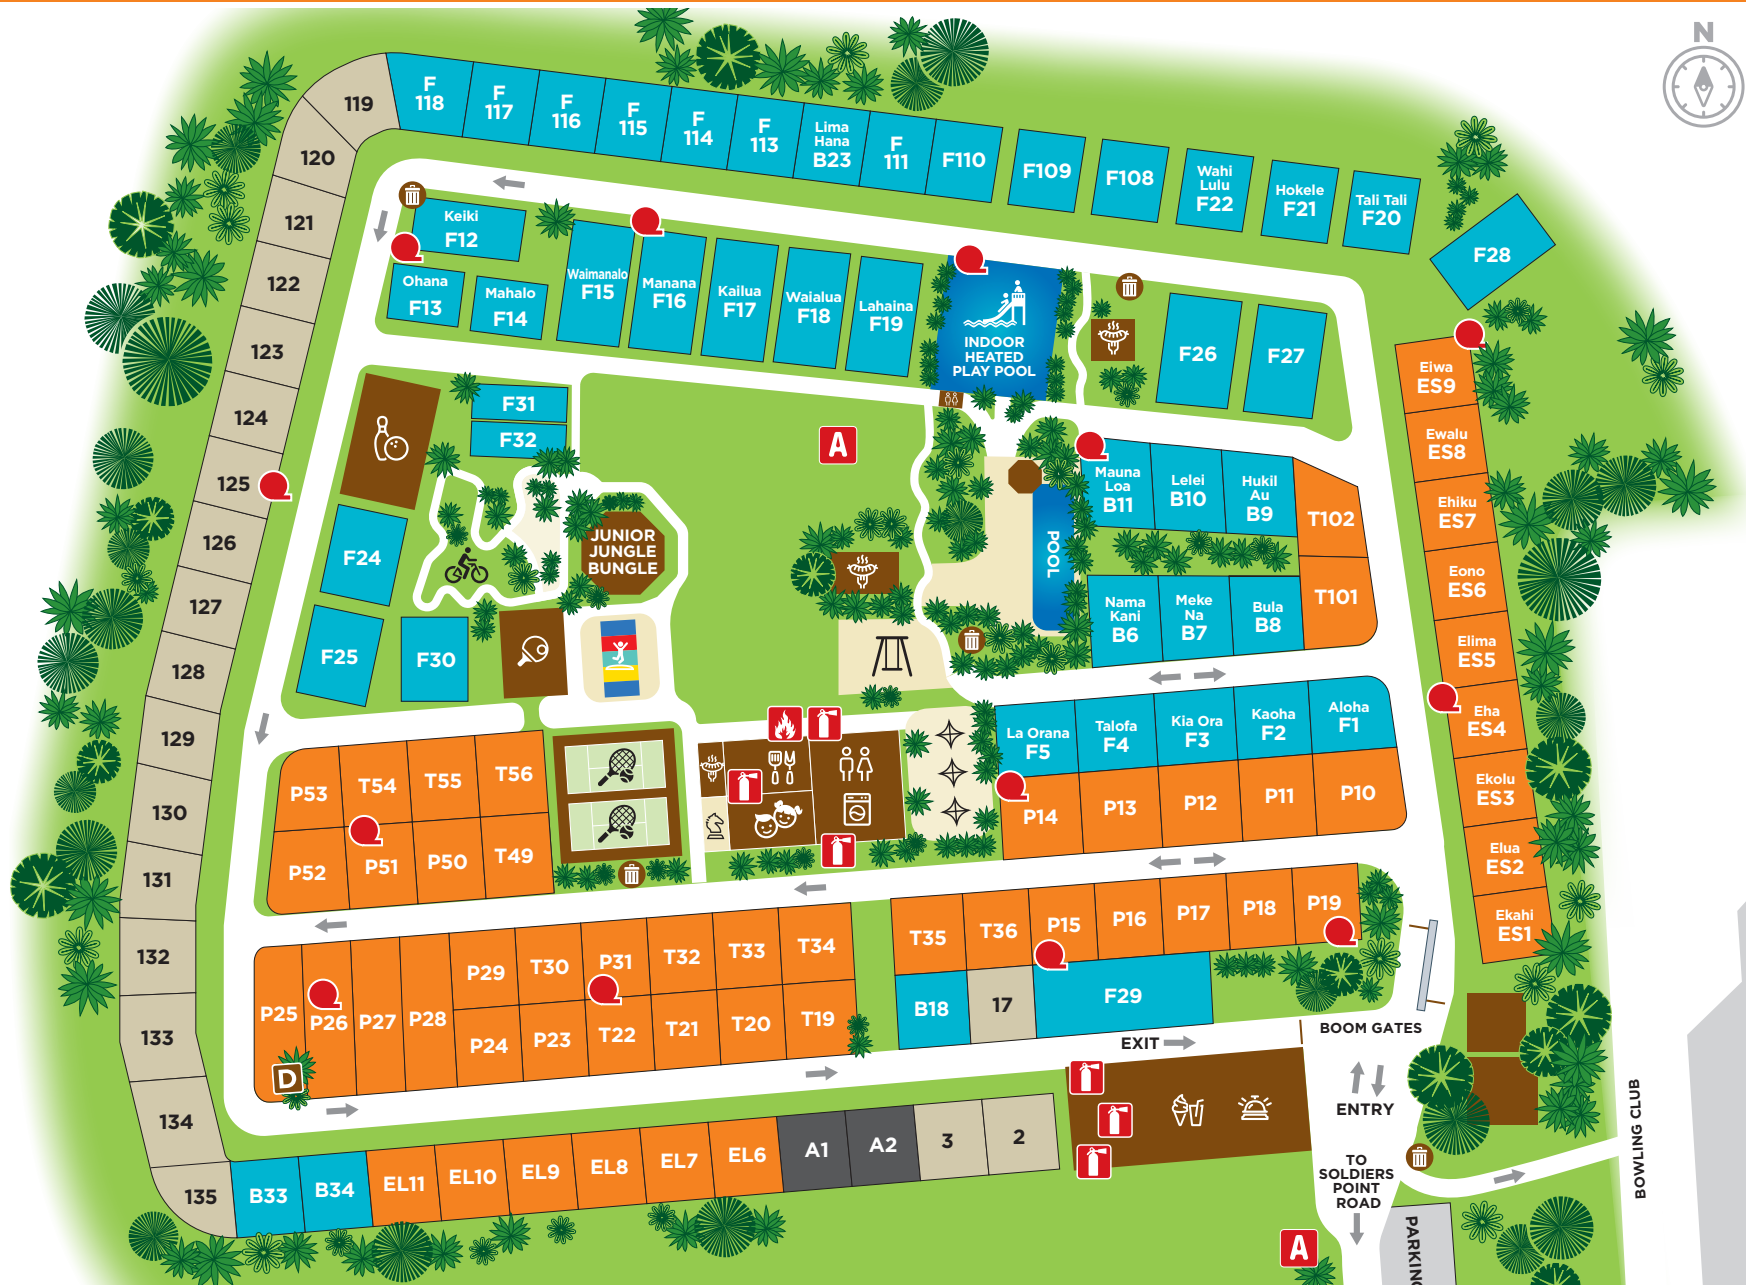 N
119
F
118
F
117
F
116
F
115
F
114
F
113
Lima
Hana
B23
F
111
F110
F109
F108
Wahi
Lulu
F22
Hokele
F21
Tali Tali
F20
F28
120
121
122
123
124
125
126
127
128
129
130
131
132
133
134
135
Keiki
F12
Ohana
F13
Mahalo
F14
Waimanalo
F15
Manana
F16
Kailua
F17
Waialua
F18
Lahaina
F19
INDOOR
HEATED
PLAY POOL
F26
F27
F31
F32
A
Eiwa
ES9
Ewalu
ES8
Ehiku
ES7
Eono
ES6
Elima
ES5
Eha
ES4
Ekolu
ES3
Elua
ES2
Ekahi
ES1
Mauna
Loa
B11
Lelei
B10
Hukil
Au
B9
T102
T101
POOL
Nama
Kani
B6
Meke
Na
B7
Bula
B8
F24
F25
F30
JUNIOR
JUNGLE
BUNGLE
La Orana
F5
Talofa
F4
Kia Ora
F3
Kaoha
F2
Aloha
F1
P14
P13
P12
P11
P10
P53
T54
T55
T56
P52
P51
P50
T49
T35
T36
P15
P16
P17
P18
P19
B18
17
F29
P25
P26
P27
P28
P29
T30
P31
T32
T33
T34
P24
P23
T22
T21
T20
T19
D
BOOM GATES
EXIT
ENTRY
TO
SOLDIERS
POINT
ROAD
BOWLING CLUB
B33
B34
EL11
EL10
EL9
EL8
EL7
EL6
A1
A2
3
2
A
PARKING